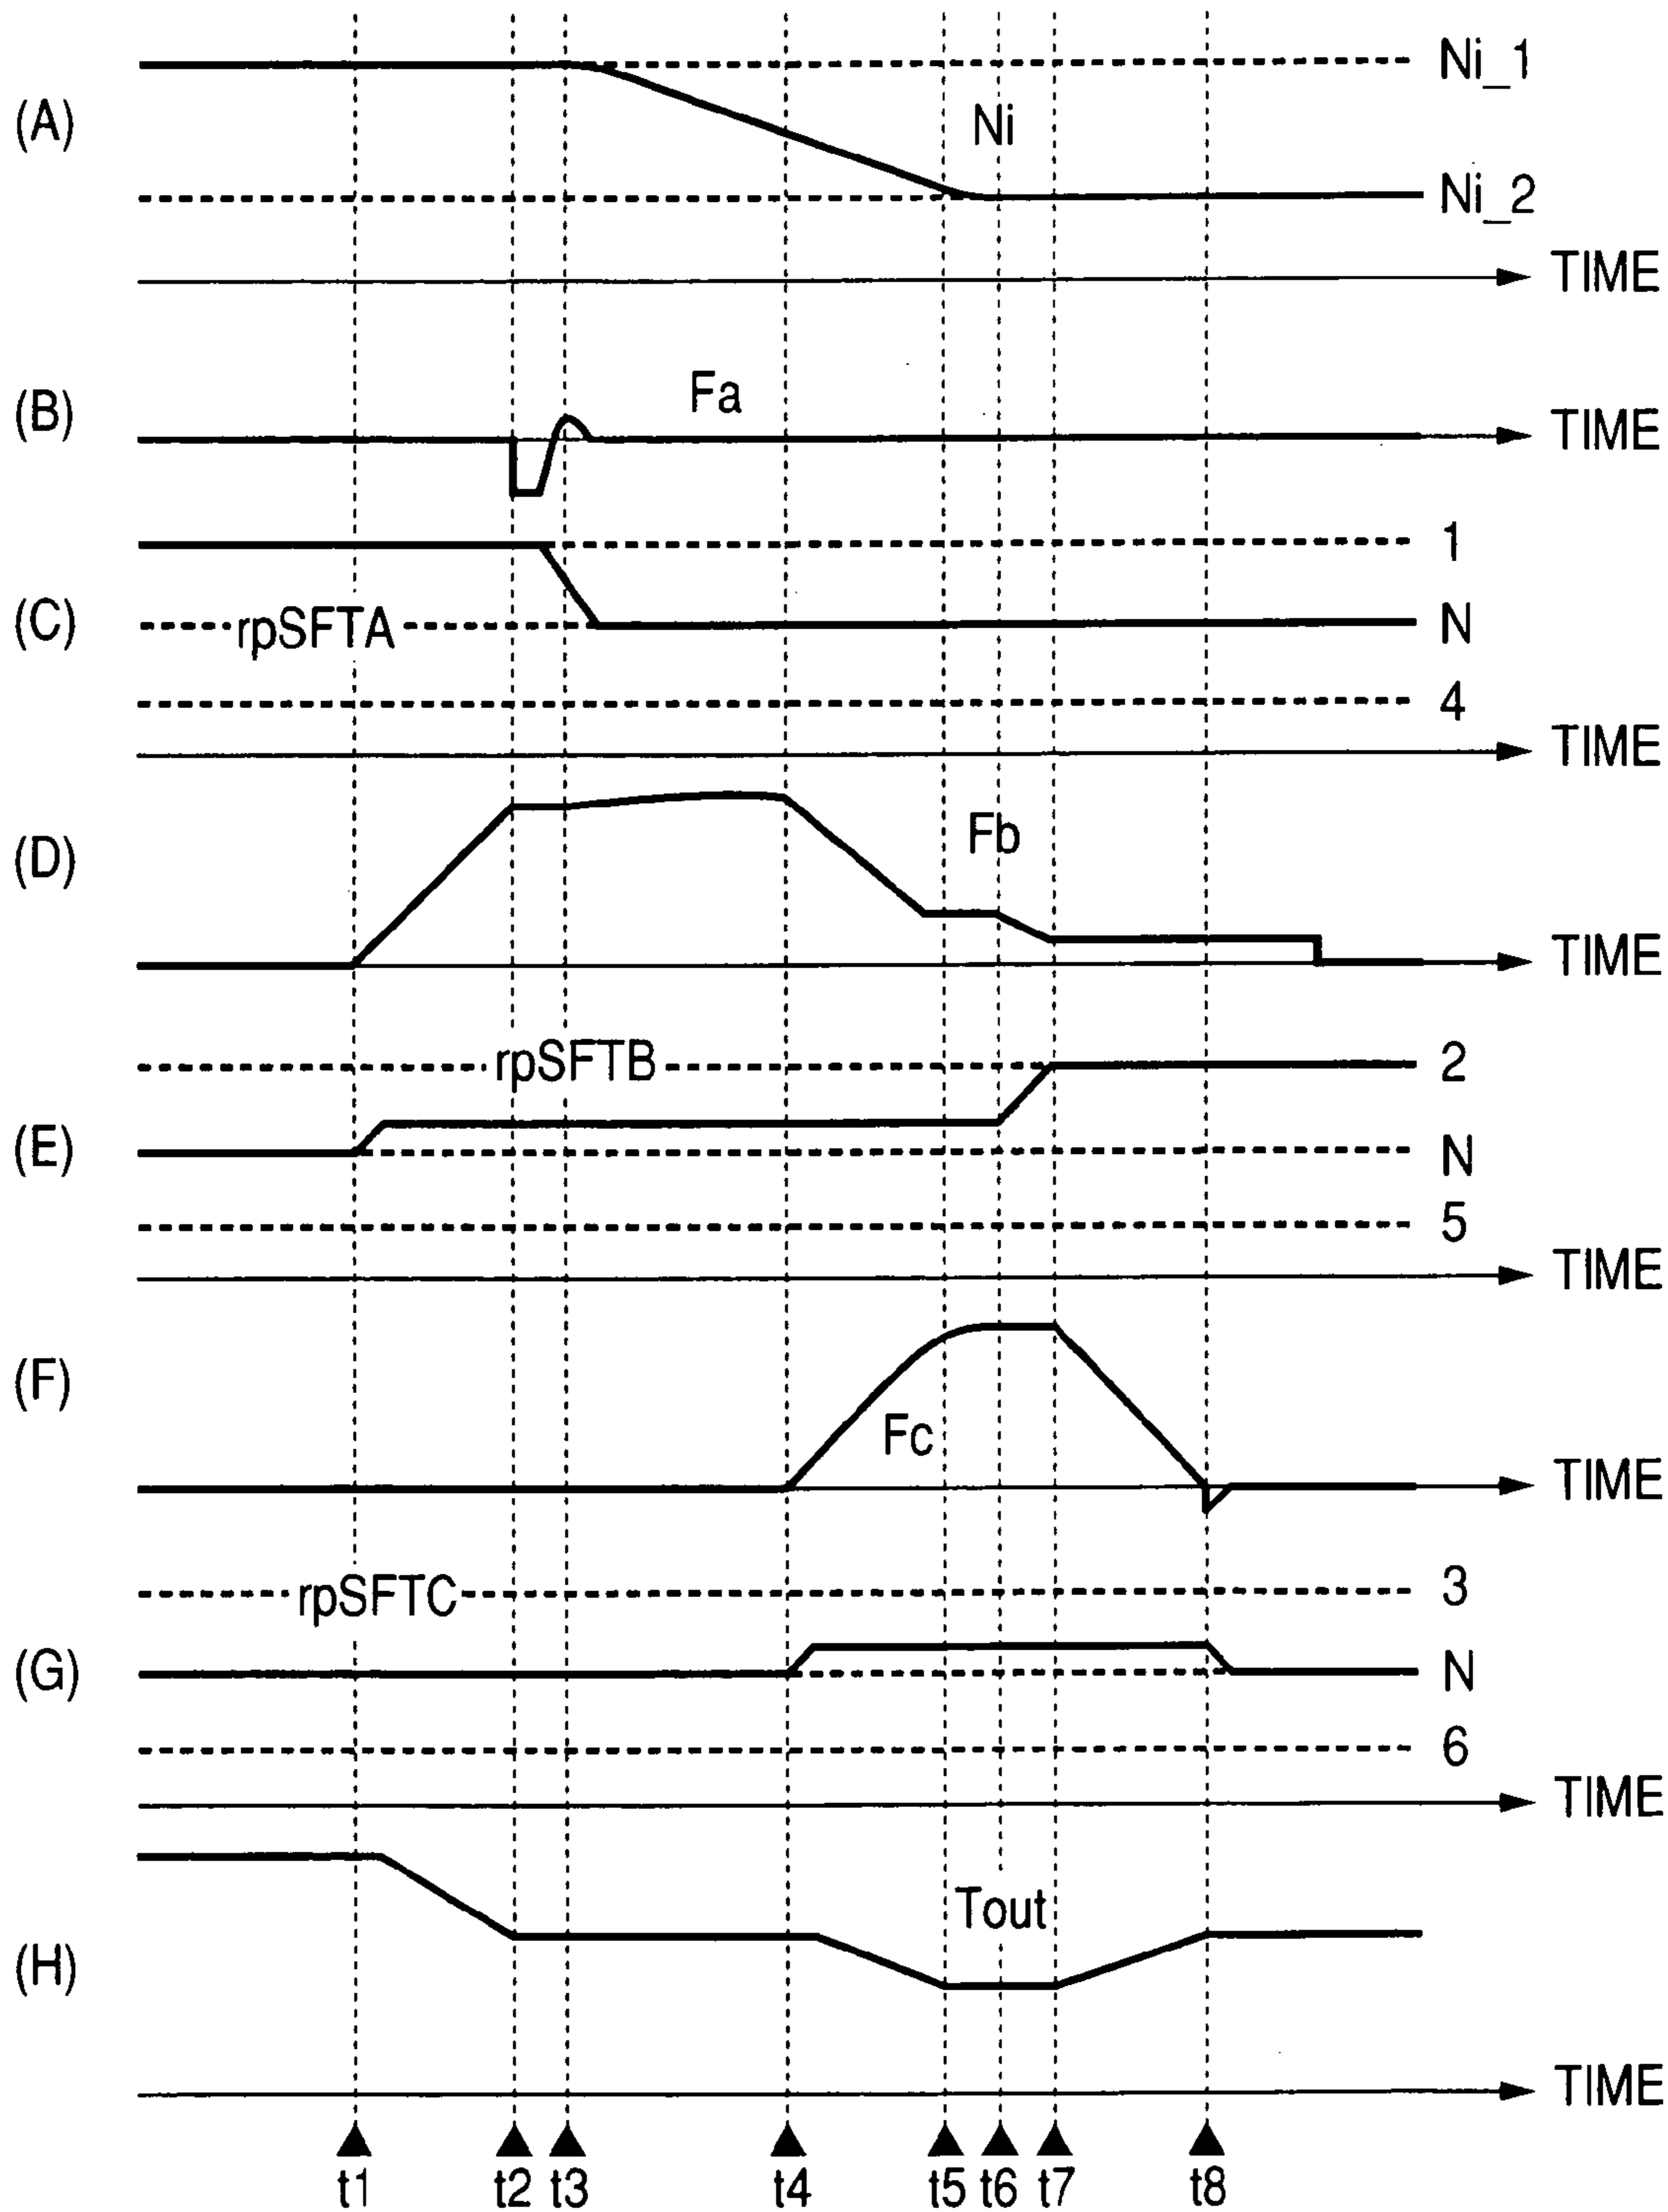 Ni_1
(A)
Ni
Ni_2
TIME
(B)
Fa
TIME
1
(C)
rpSFTA
N
4
TIME
(D)
Fb
TIME
rpSFTB
2
(E)
N
5
TIME
(F)
Fc
TIME
rpSFTC
3
(G)
N
6
TIME
Tout
(H)
TIME
t1 t2 t3 t4 t5 t6 t7 t8